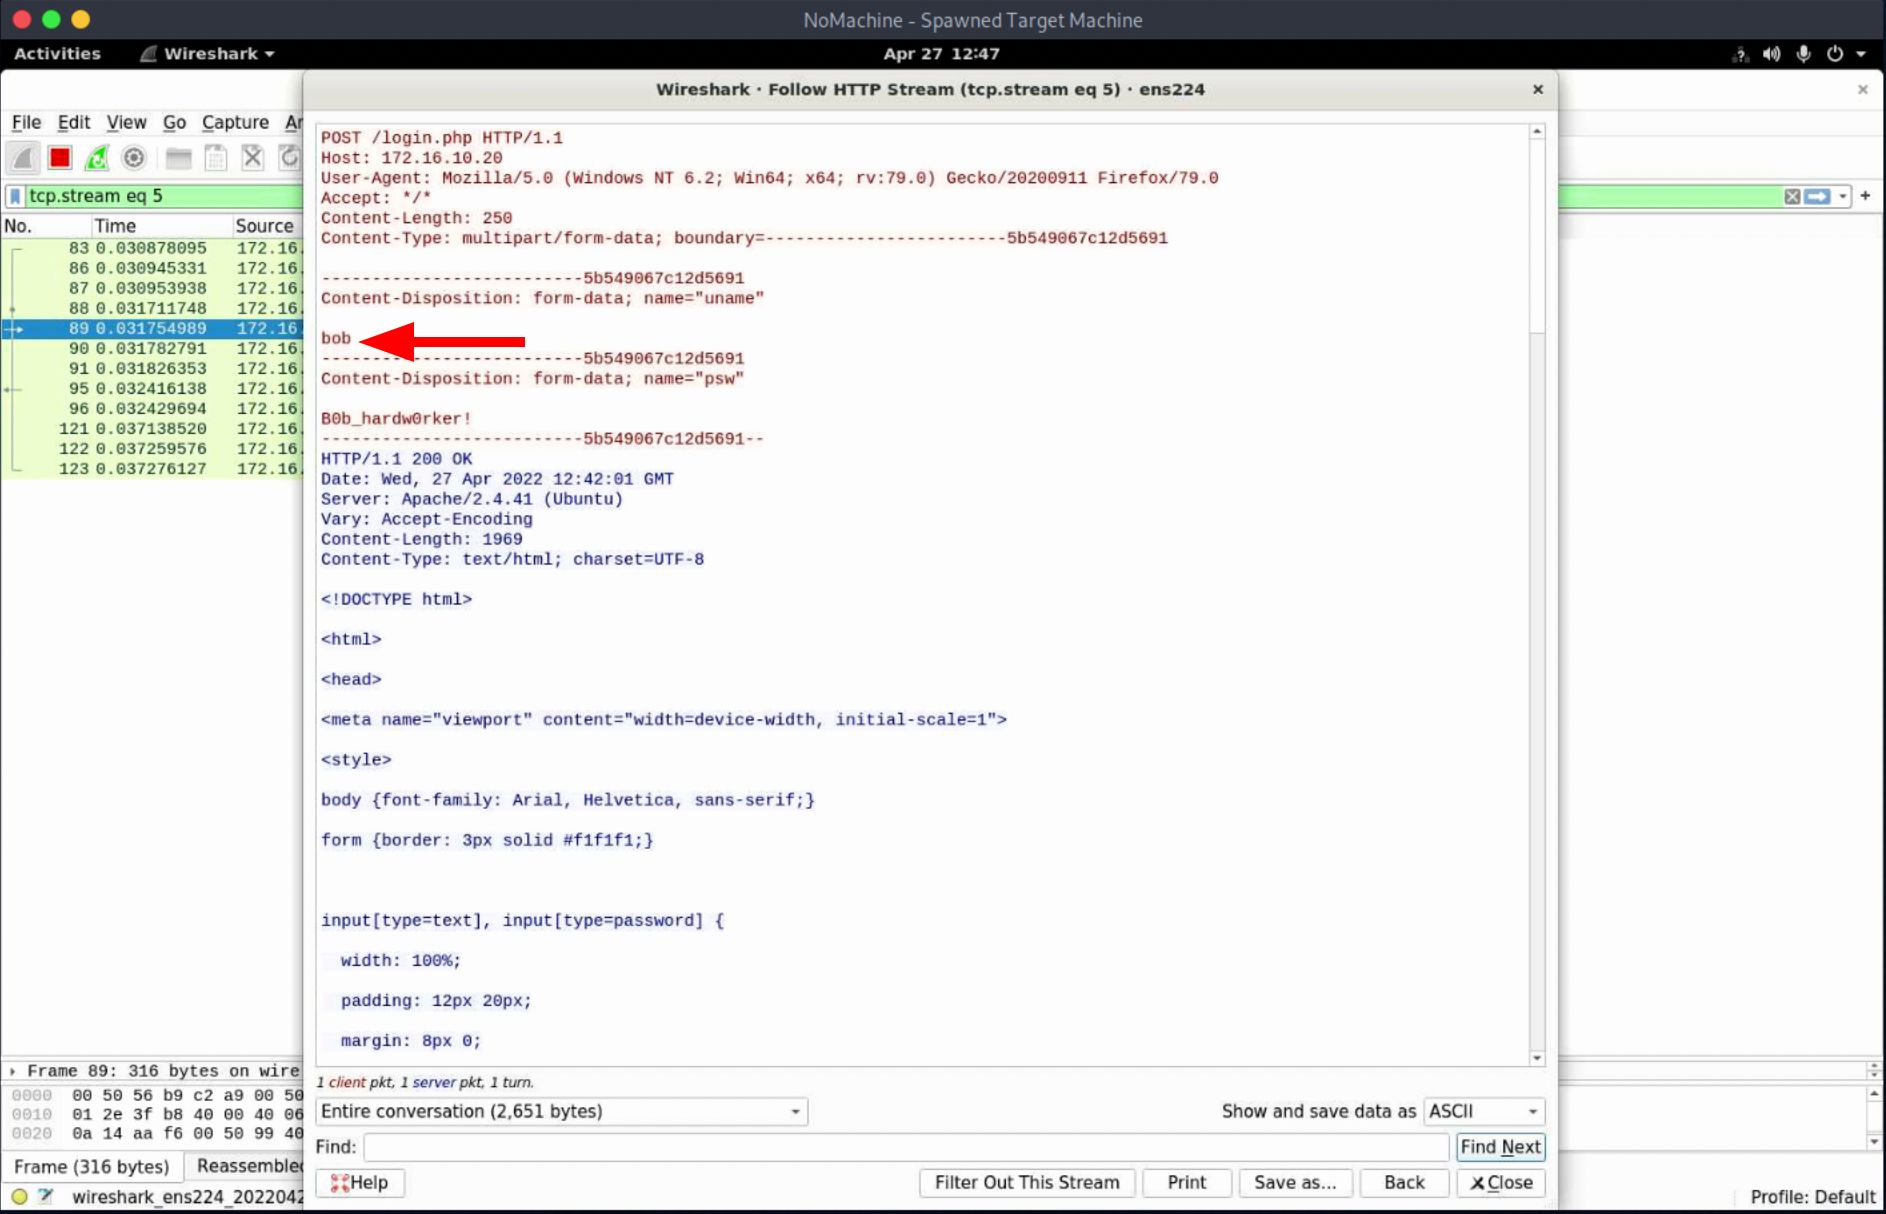 NoMachine - Spawned Target Machine
Activities Wireshark Apr 27 12:47
Wireshark · Follow HTTP Stream (tcp.stream eq 5) · ens224
File Edit View Go Capture
tcp.stream eq 5
No. Time Source
83 0.030878095 172.16.
86 0.030945331 172.16.
87 0.030953938 172.16.
88 0.031711748 172.16.
89 0.031754989 172.16.
90 0.031782791 172.16.
91 0.031826353 172.16.
95 0.032416138 172.16.
96 0.032429694 172.16.
121 0.037138520 172.16.
122 0.037259576 172.16.
123 0.037276127 172.16.
POST /login.php HTTP/1.1
Host: 172.16.10.20
User-Agent: Mozilla/5.0 (Windows NT 6.2; Win64; x64; rv:79.0) Gecko/20200911 Firefox/79.0
Accept: */*
Content-Length: 250
Content-Type: multipart/form-data; boundary=------------------------5b549067c12d5691
--------------------------5b549067c12d5691
Content-Disposition: form-data; name="uname"
bob
--------------------------5b549067c12d5691
Content-Disposition: form-data; name="psw"
B0b_hardw0rker!
--------------------------5b549067c12d5691--
HTTP/1.1 200 OK
Date: Wed, 27 Apr 2022 12:42:01 GMT
Server: Apache/2.4.41 (Ubuntu)
Vary: Accept-Encoding
Content-Length: 1969
Content-Type: text/html; charset=UTF-8
<!DOCTYPE html>
<html>
<head>
<meta name="viewport" content="width=device-width, initial-scale=1">
<style>
body {font-family: Arial, Helvetica, sans-serif;}
form {border: 3px solid #f1f1f1;}
input[type=text], input[type=password] {
width: 100%;
padding: 12px 20px;
margin: 8px 0;
Frame 89: 316 bytes on wire
0000 00 50 56 b9 c2 a9 00 50
0010 01 2e 3f b8 40 00 40 06
0020 0a 14 aa f6 00 50 99 40
Frame (316 bytes) Reassembled
wireshark_ens224_2022042
1 client pkt, 1 server pkt, 1 turn.
Entire conversation (2,651 bytes) Show and save data as ASCII
Find: Find Next
Help Filter Out This Stream Print Save as... Back Close
Profile: Default